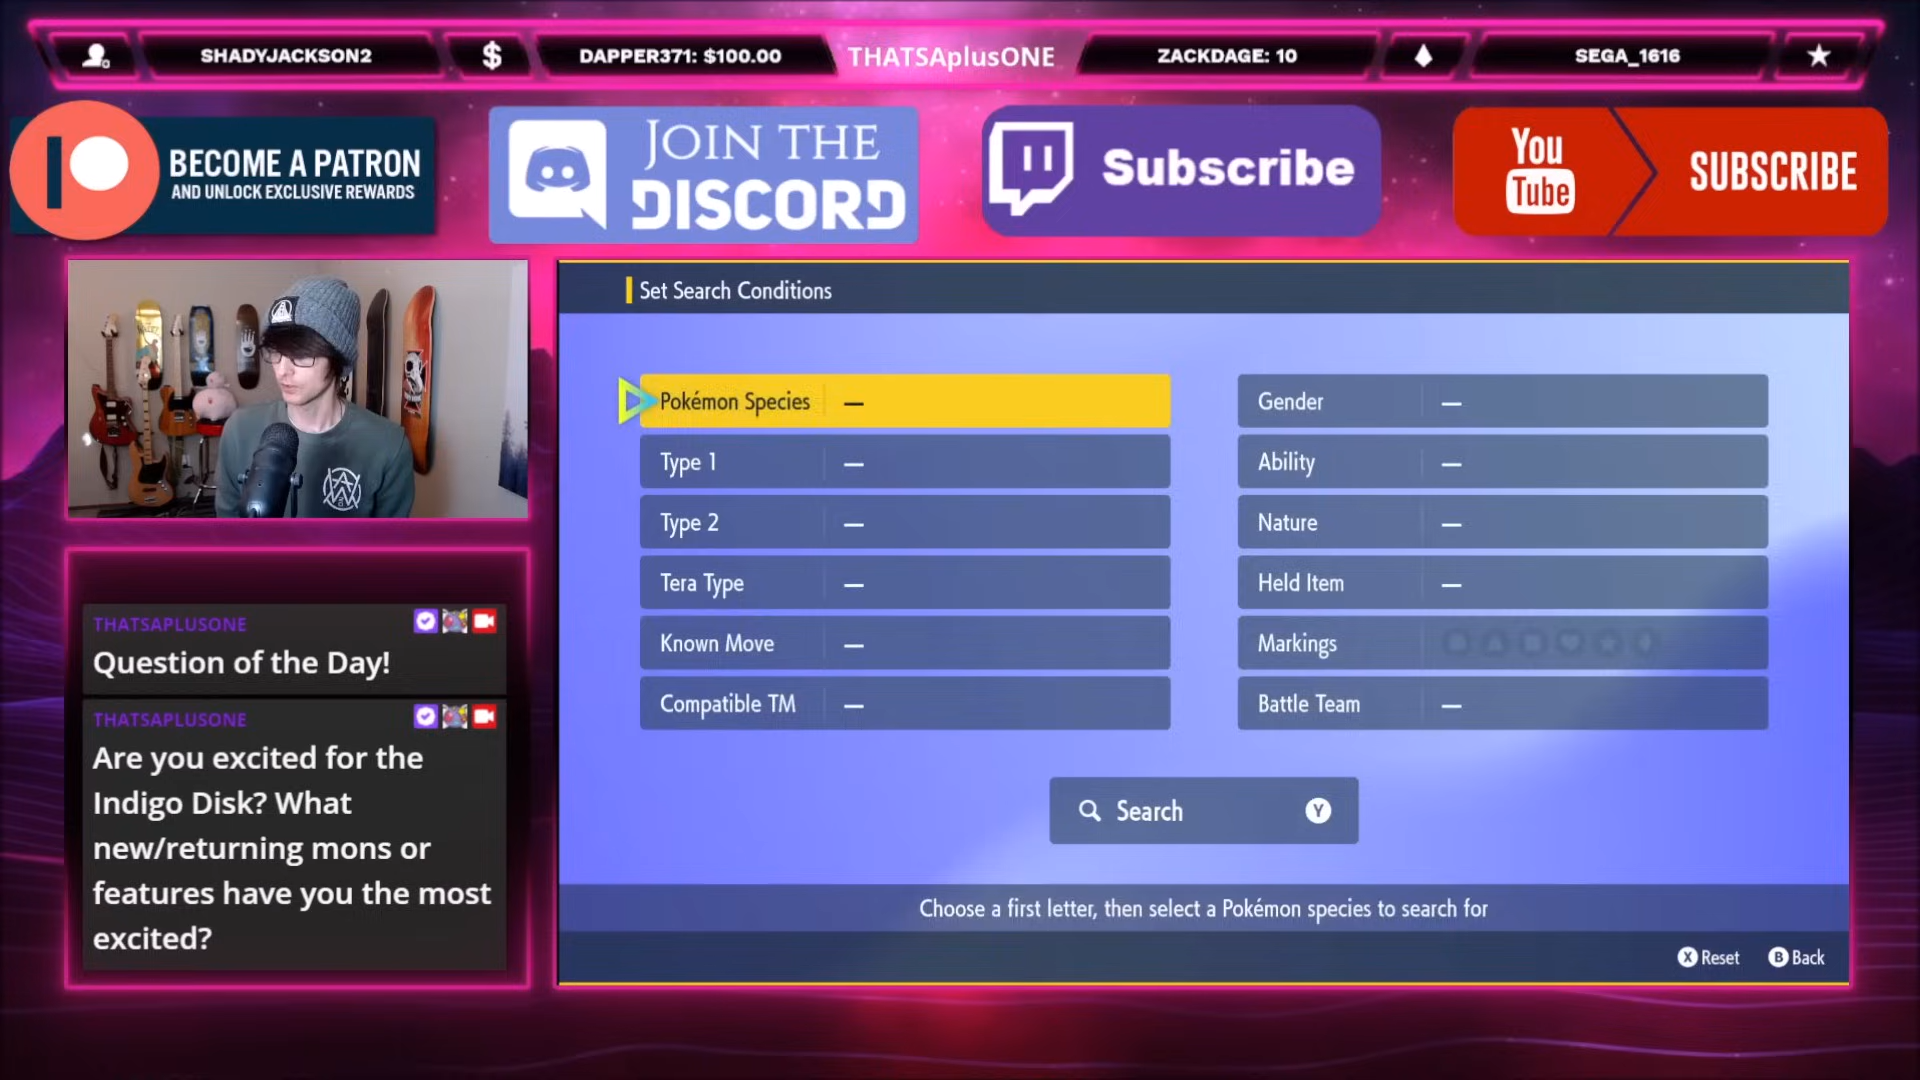 SHADYJACKSON2
$
DAPPER371: $100.00
THATSAplusONE
ZACKDAGE: 10
SEGA_1616
BECOME A PATRON
AND UNLOCK EXCLUSIVE REWARDS
JOIN THE
DISCORD
Subscribe
You
Tube
SUBSCRIBE
Set Search Conditions
Pokémon Species —
Type 1 —
Type 2 —
Tera Type —
Known Move —
Compatible TM —
Gender —
Ability —
Nature —
Held Item —
Markings
Battle Team —
Search Y
Choose a first letter, then select a Pokémon species to search for
X Reset B Back
THATSAPLUSONE
Question of the Day!
THATSAPLUSONE
Are you excited for the
Indigo Disk? What
new/returning mons or
features have you the most
excited?